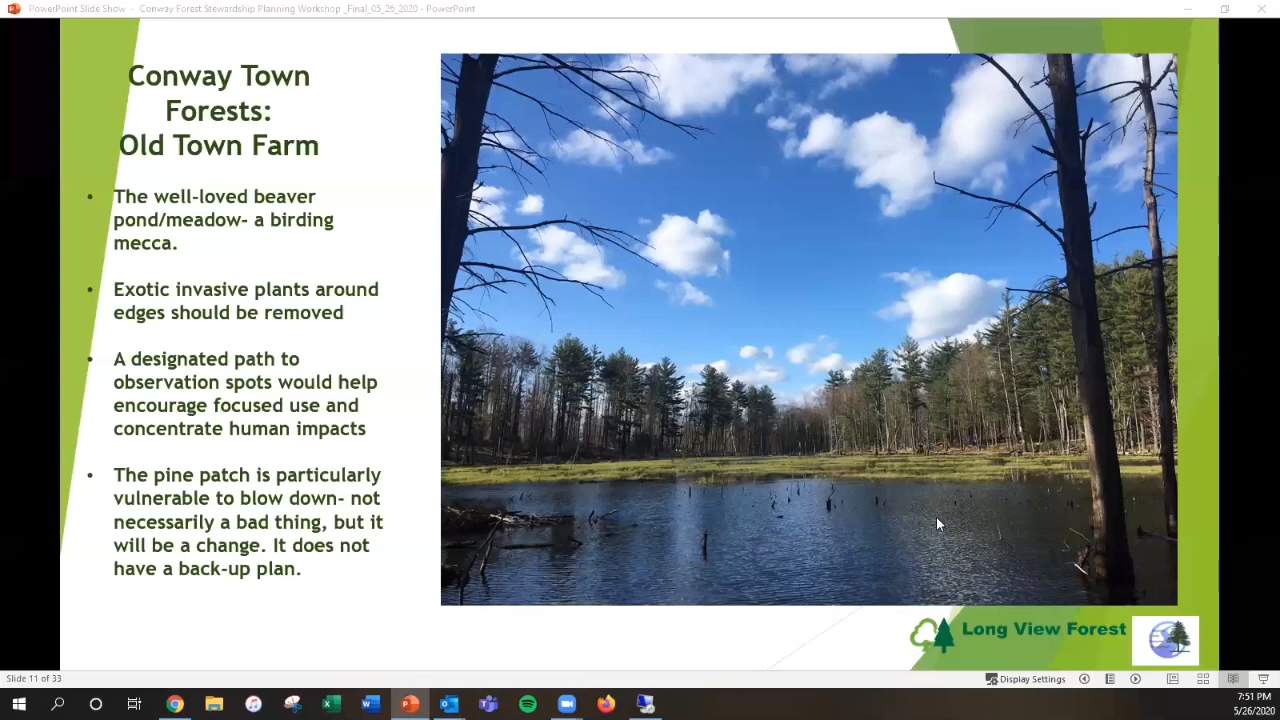 PowerPoint Slide Show - Conway Forest Stewardship Planning Workshop _Final_05_26_2020 - PowerPoint
Conway Town
Forests:
Old Town Farm
• The well-loved beaver
pond/meadow- a birding
mecca.
• Exotic invasive plants around
edges should be removed
• A designated path to
observation spots would help
encourage focused use and
concentrate human impacts
• The pine patch is particularly
vulnerable to blow down- not
necessarily a bad thing, but it
will be a change. It does not
have a back-up plan.
Long View Forest
Slide 11 of 33
Display Settings
7:51 PM
5/26/2020